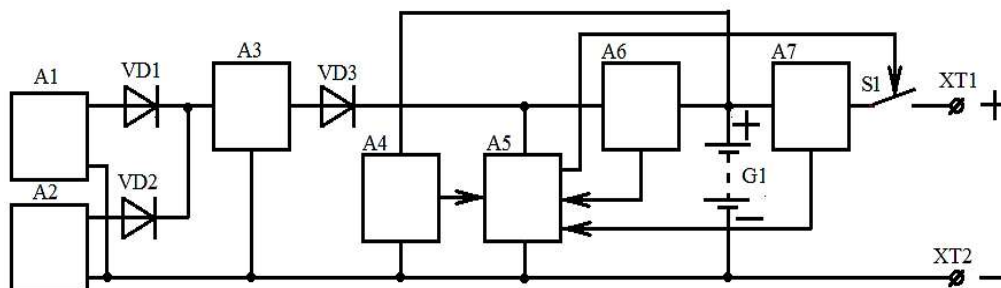 A1
VD1
A3
VD3
A6
A7
S1
XT1
+
A4
A5
+
G1
−
A2
VD2
XT2
−